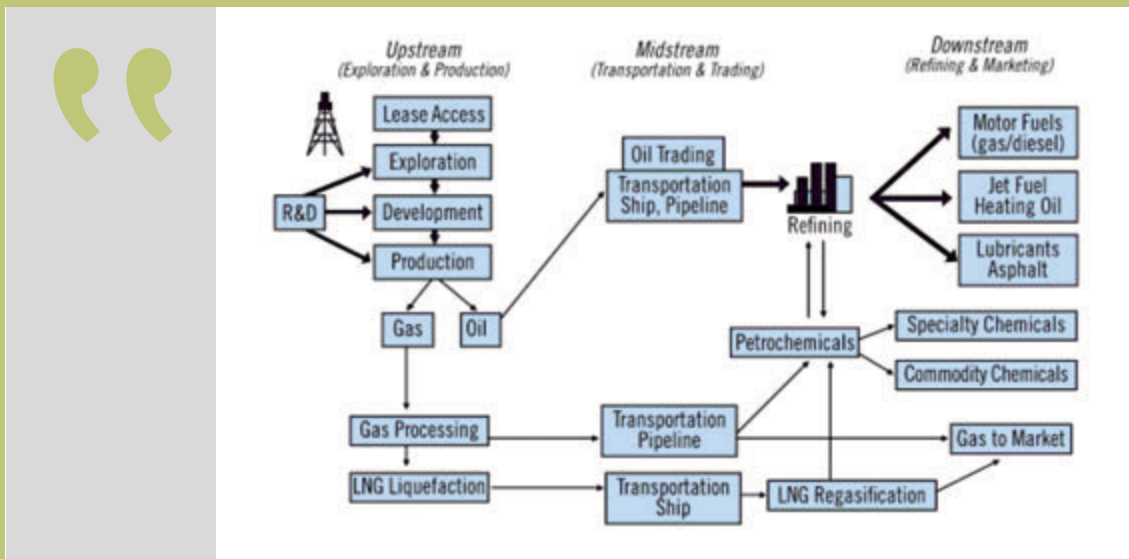 Upstream
(Exploration & Production)
Midstream
(Transportation & Trading)
Downstream
(Refining & Marketing)
Lease Access
Exploration
R&D
Development
Production
Gas
Oil
Oil Trading
Transportation
Ship, Pipeline
Refining
Motor Fuels
(gas/diesel)
Jet Fuel
Heating Oil
Lubricants
Asphalt
Petrochemicals
Specialty Chemicals
Commodity Chemicals
Gas Processing
Transportation
Pipeline
Gas to Market
LNG Liquefaction
Transportation
Ship
LNG Regasification